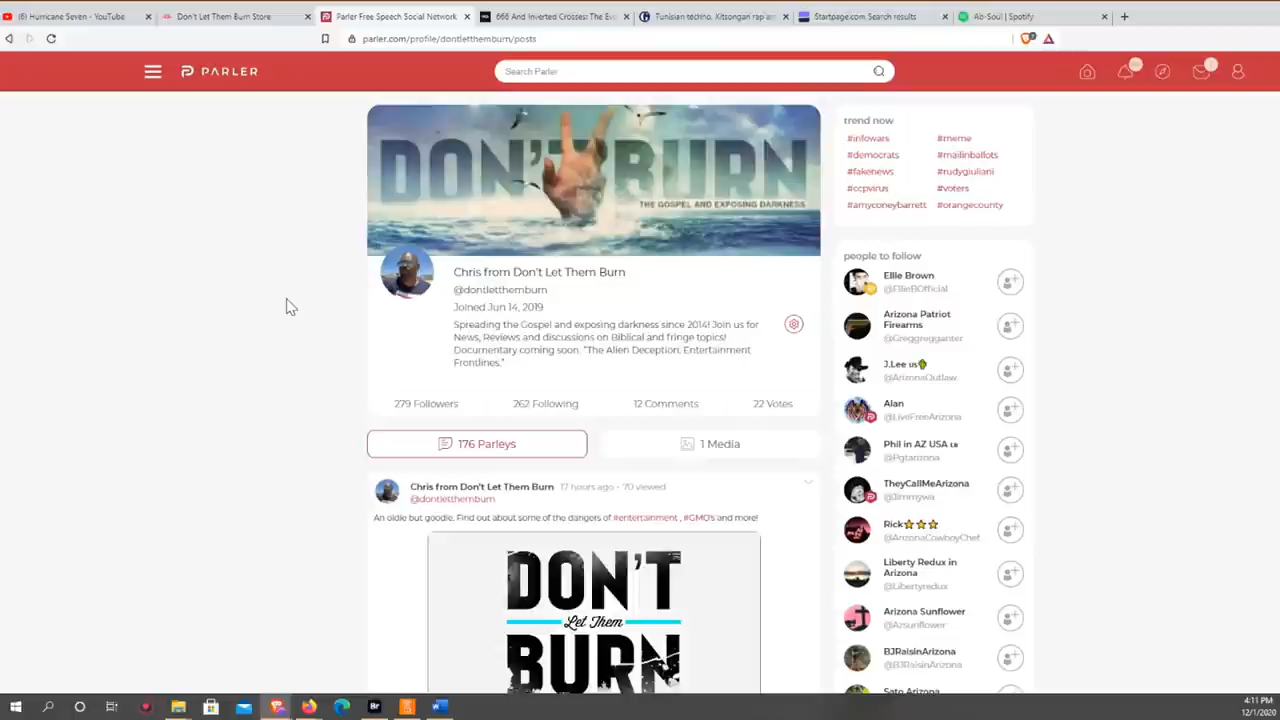 (6) Hurricane Seven - YouTube
Don't Let Them Burn Store
Parler Free Speech Social Network
666 And Inverted Crosses: The Ev
Tunisian techno, Xitsongan rap an
Startpage.com Search results
Ab-Soul | Spotify
parler.com/profile/dontletthemburn/posts
PARLER
Search Parler
DON'T BURN
THE GOSPEL AND EXPOSING DARKNESS
Chris from Don't Let Them Burn
@dontletthemburn
Joined Jun 14, 2019
Spreading the Gospel and exposing darkness since 2014! Join us for
News, Reviews and discussions on Biblical and fringe topics!
Documentary coming soon. "The Alien Deception, Entertainment
Frontlines."
279 Followers 262 Following 12 Comments 22 Votes
176 Parleys 1 Media
Chris from Don't Let Them Burn 17 hours ago - 70 viewed
@dontletthemburn
An oldie but goodie. Find out about some of the dangers of #entertainment , #GMO's and more!
DON'T
Let Them
BURN
trend now
#infowars #meme
#democrats #mailinballots
#fakenews #rudygiuliani
#ccpvirus #voters
#amyconeybarrett #orangecounty
people to follow
Ellie Brown
@EllieBOfficial
Arizona Patriot
Firearms
@Greggregganter
J.Lee us
@ArizonaOutlaw
Alan
@LiveFreeArizona
Phil in AZ USA us
@Pgtarizona
TheyCallMeArizona
@Jimmywa
Rick
@ArizonaCowboyChef
Liberty Redux in
Arizona
@Libertyredux
Arizona Sunflower
@Azsunflower
BJRaisinArizona
@BJRaisinArizona
Sato Arizona
4:11 PM
12/1/2020